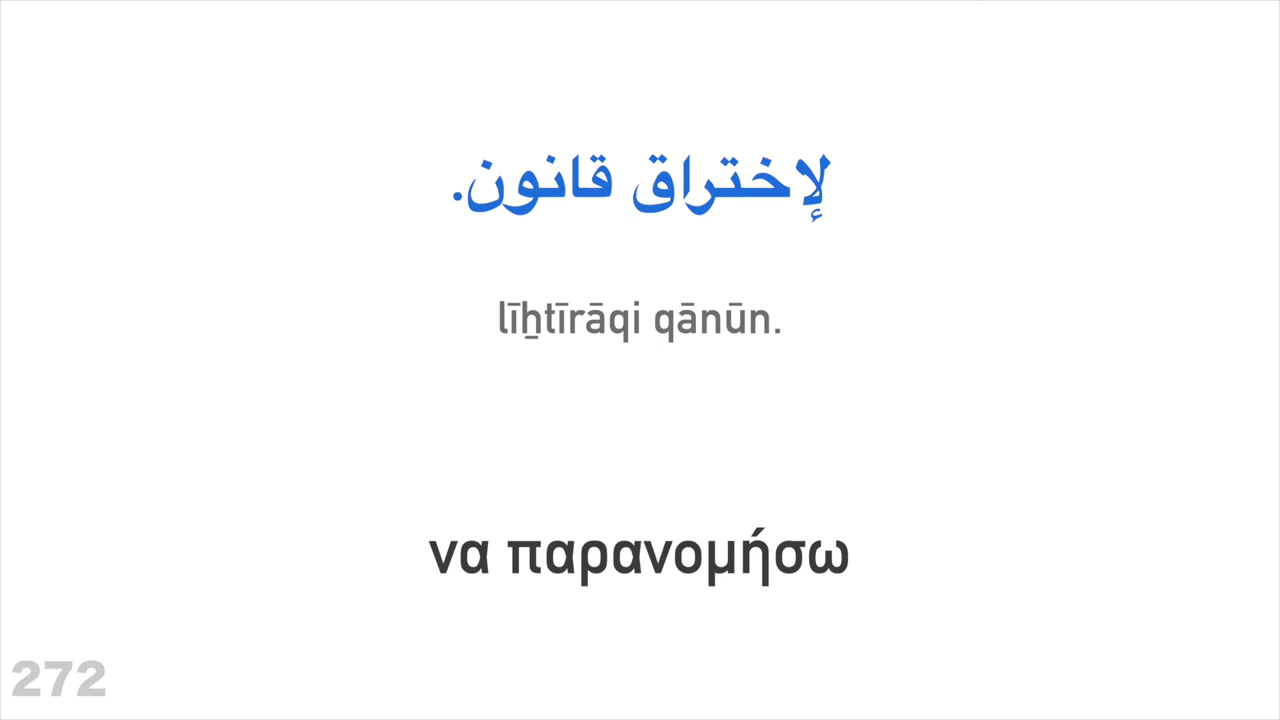 لإختراق قانون.
līẖtīrāqi qānūn.
να παρανομήσω
272